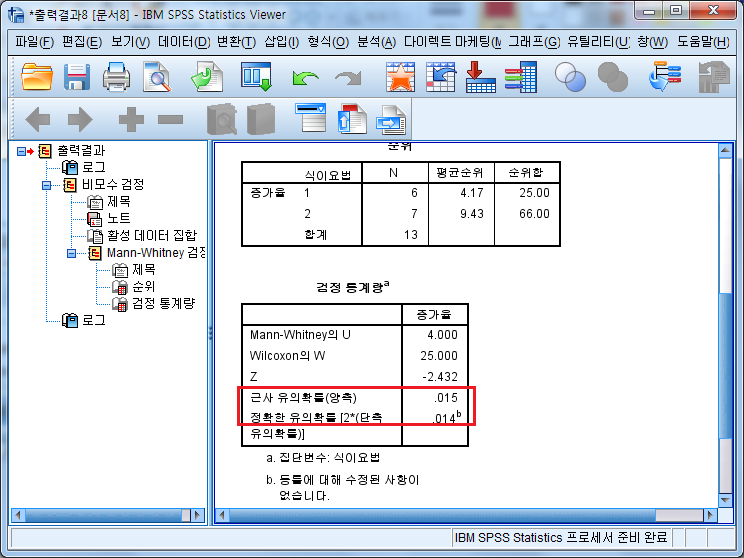 *출력결과8 [문서8] - IBM SPSS Statistics Viewer
파일(F) 편집(E) 보기(V) 데이터(D) 변환(T) 삽입(I) 형식(O) 분석(A) 다이렉트 마케팅(M 그래프(G) 유틸리티(U) 창(W) 도움말(H)
출력결과
로그
비모수 검정
제목
노트
활성 데이터 집합
Mann-Whitney 검정
제목
순위
검정 통계량
로그
순위
식이요법 N 평균순위 순위합
증가율 1 6 4.17 25.00
2 7 9.43 66.00
합계 13
검정 통계량a
증가율
Mann-Whitney의 U 4.000
Wilcoxon의 W 25.000
Z -2.432
근사 유의확률(양측) .015
정확한 유의확률 [2*(단측 .014b
유의확률)]
a. 집단변수: 식이요법
b. 등률에 대해 수정된 사항이
없습니다.
IBM SPSS Statistics 프로세서 준비 완료